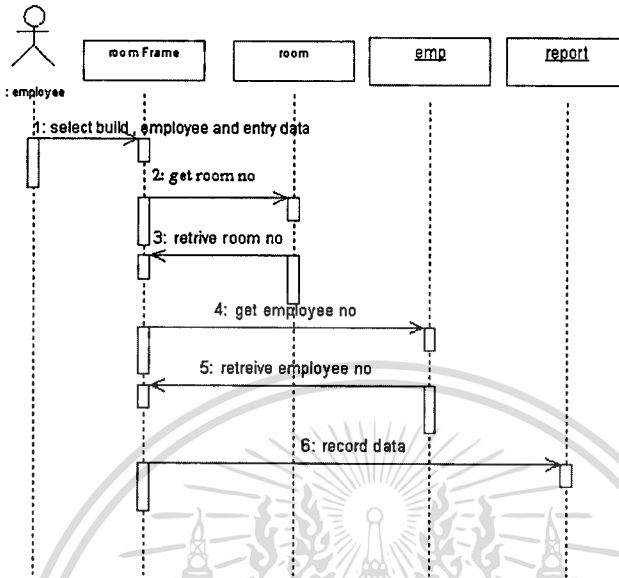 room Frame
room
emp
report
: employee
1: select build , employee and entry data
2: get room no
3: retrive room no
4: get employee no
5: retreive employee no
6: record data